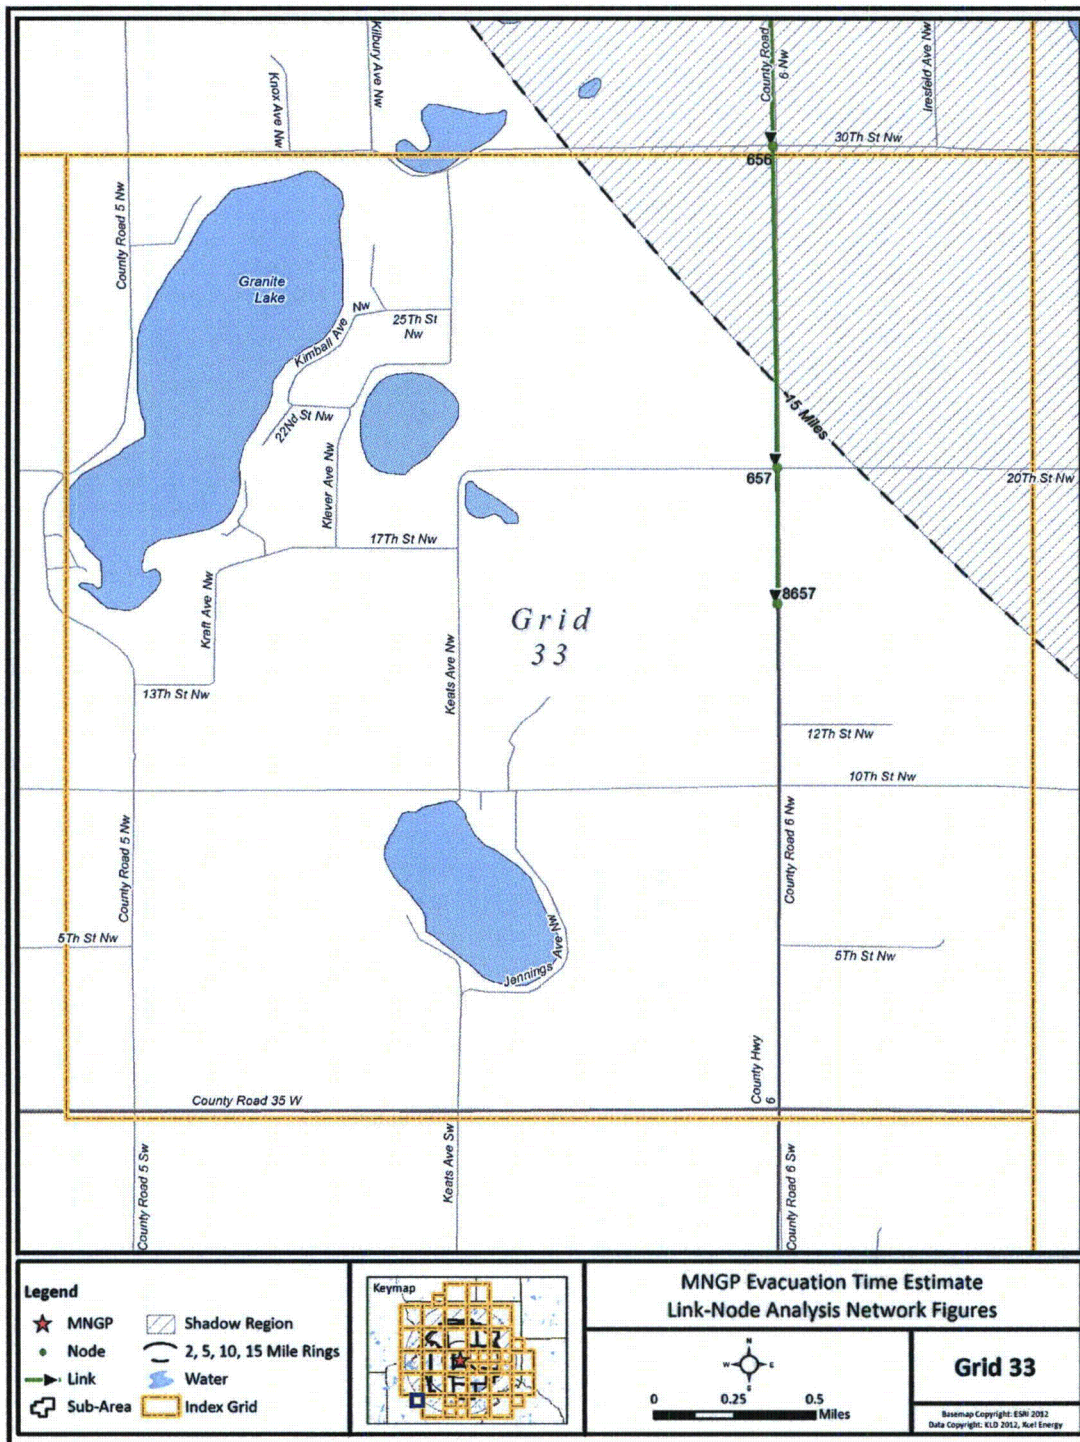 Kilbury Ave Nw
Knox Ave Nw
County Road
6 Nw
Iresfeld Ave Nw
30Th St Nw
656
County Road 5 Nw
Granite
Lake
Kimball Ave Nw
25Th St
Nw
15 Miles
22Nd St Nw
Klever Ave Nw
657
20Th St Nw
17Th St Nw
8657
Kraft Ave Nw
Grid
33
Keats Ave Nw
13Th St Nw
12Th St Nw
10Th St Nw
County Road 5 Nw
County Road 6 Nw
5Th St Nw
Jennings Ave Nw
5Th St Nw
County Hwy
6
County Road 35 W
County Road 5 Sw
Keats Ave Sw
County Road 6 Sw
Legend
MNGP
Shadow Region
Node
2, 5, 10, 15 Mile Rings
Link
Water
Sub-Area
Index Grid
Keymap
MNGP Evacuation Time Estimate
Link-Node Analysis Network Figures
N
W E
S
0 0.25 0.5
Miles
Grid 33
Basemap Copyright: ESRI 2012
Data Copyright: KLD 2012, Xcel Energy